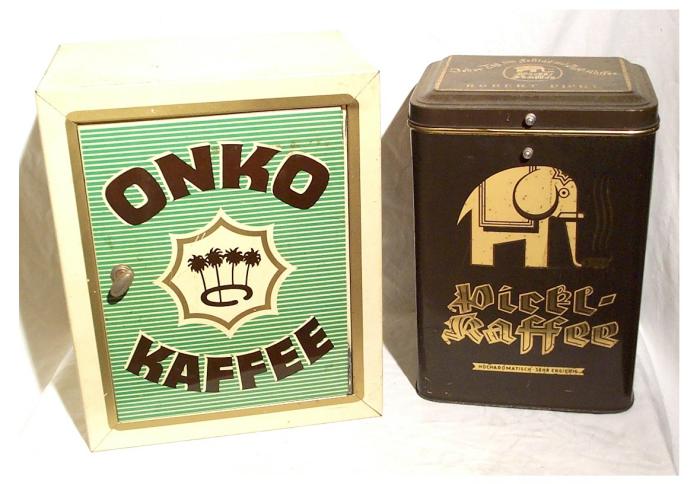 ONKO
KAFFEE
ROBERT PICKL
Pickl-
Kaffee
HOCHAROMATISCH · SEHR ERGIEBIG